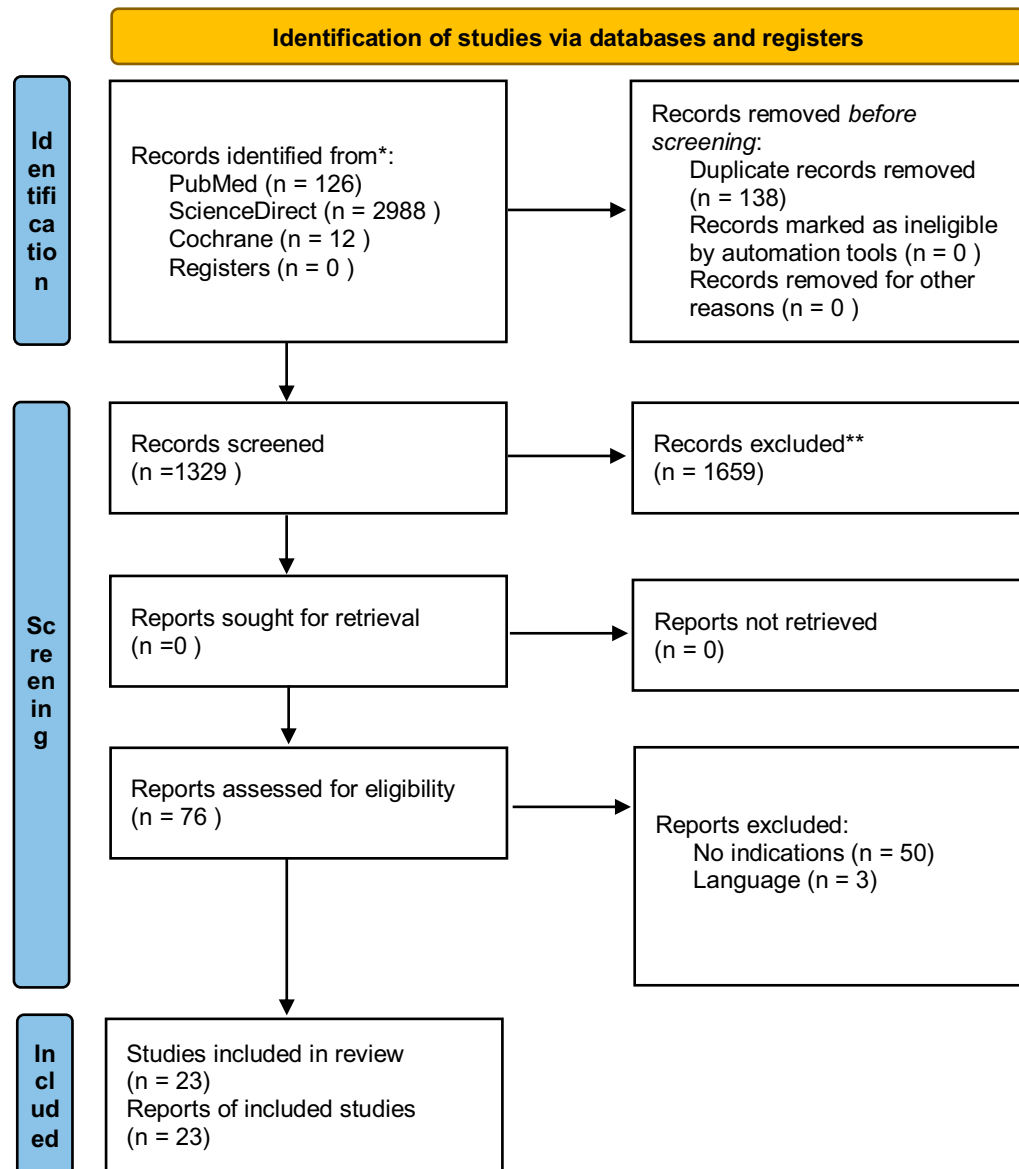 Identification of studies via databases and registers
Id
en
tifi
ca
tio
n
Records identified from*:
PubMed (n = 126)
ScienceDirect (n = 2988 )
Cochrane (n = 12 )
Registers (n = 0 )
Records removed before
screening:
Duplicate records removed
(n = 138)
Records marked as ineligible
by automation tools (n = 0 )
Records removed for other
reasons (n = 0 )
Sc
re
en
in
g
Records screened
(n =1329 )
Records excluded**
(n = 1659)
Reports sought for retrieval
(n =0 )
Reports not retrieved
(n = 0)
Reports assessed for eligibility
(n = 76 )
Reports excluded:
No indications (n = 50)
Language (n = 3)
In
cl
ud
ed
Studies included in review
(n = 23)
Reports of included studies
(n = 23)